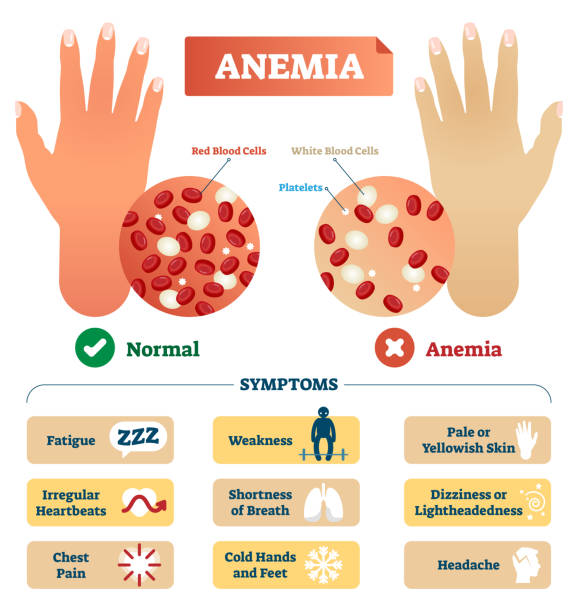 ANEMIA
Red Blood Cells
White Blood Cells
Platelets
Normal
Anemia
SYMPTOMS
Fatigue
ZZZ
Weakness
Pale or
Yellowish Skin
Irregular
Heartbeats
Shortness
of Breath
Dizziness or
Lightheadedness
Chest
Pain
Cold Hands
and Feet
Headache